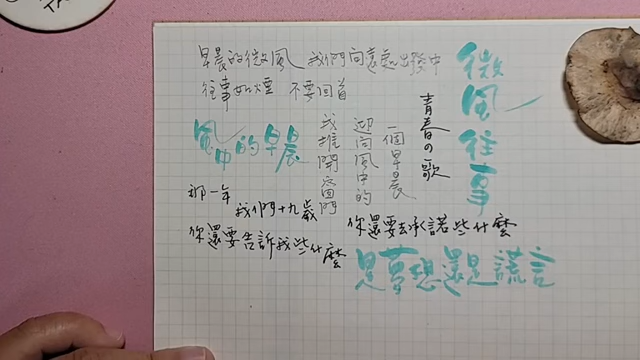 早晨的微風 我們向遠處出發中
往事如煙 不要回首
微風往事
青春の歌
一個早晨
迎向風中的
我推開窗門
風中的早晨
那一年
我們十九歲
你還要去承諾些什麼
你還要告訴我些什麼
是夢想還是謊言